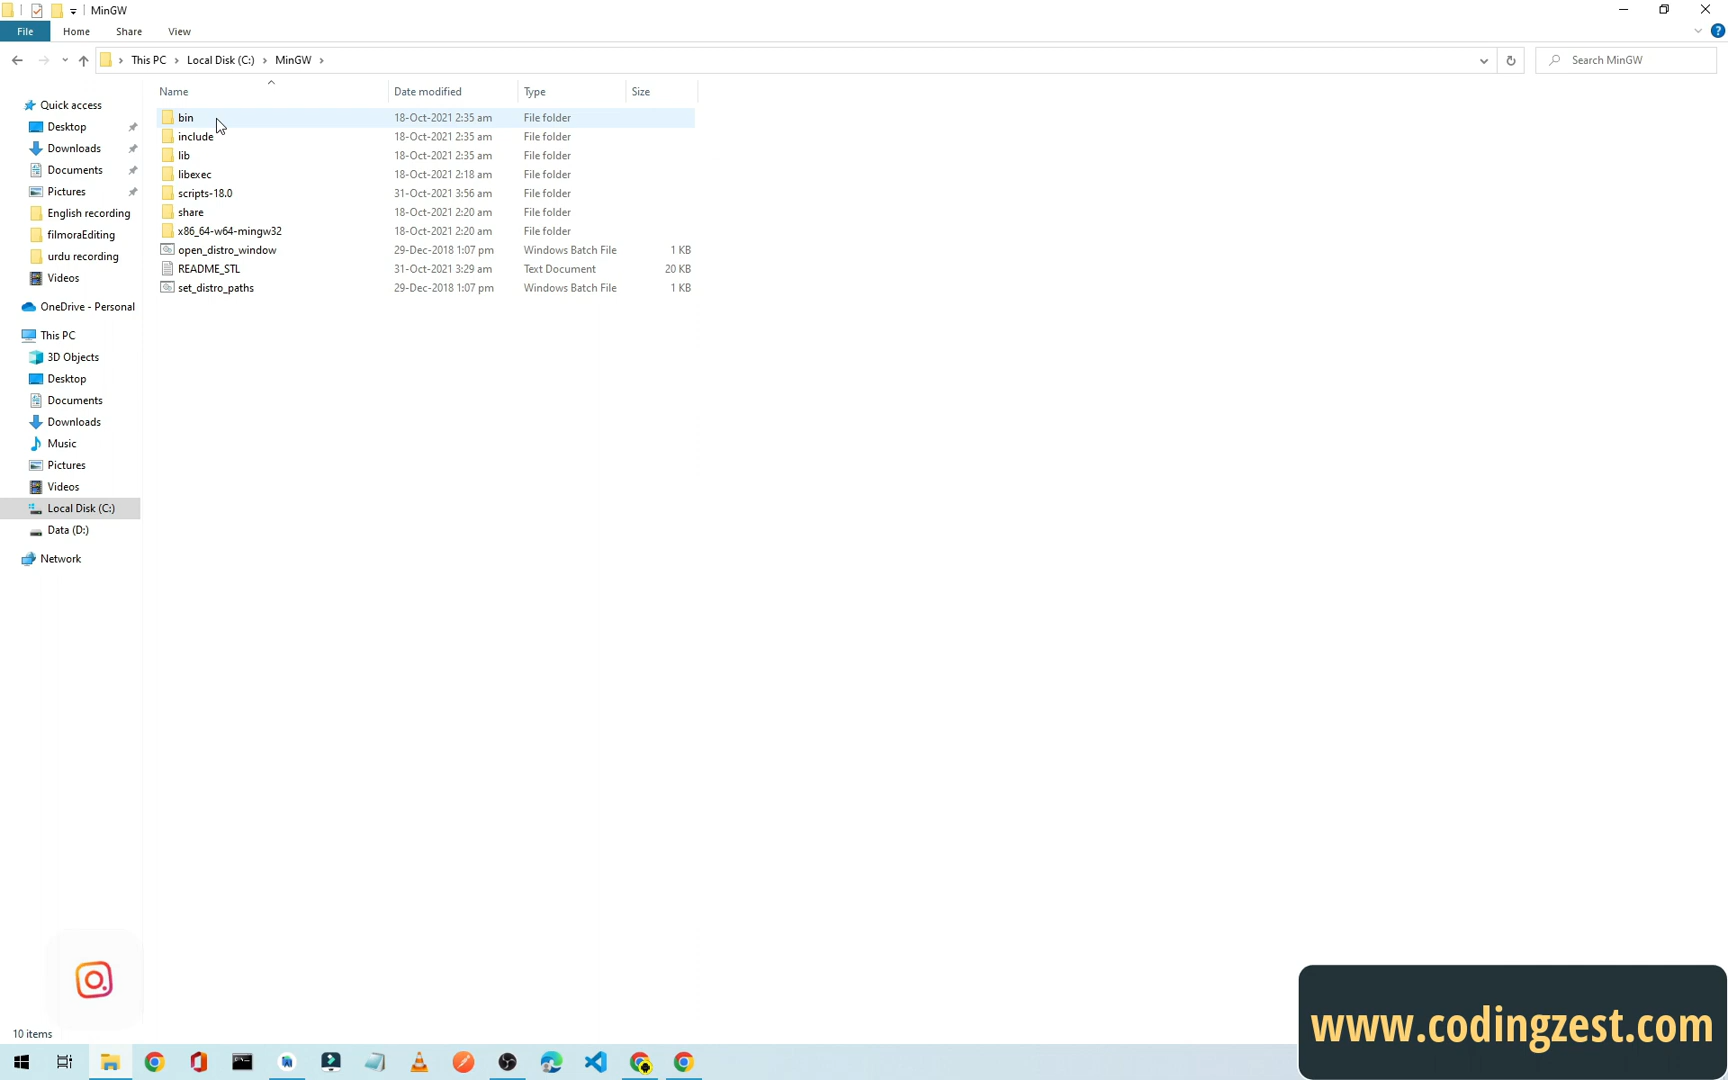 MinGW
File Home Share View
This PC Local Disk (C:) MinGW
Search MinGW
Name Date modified Type Size
bin 18-Oct-2021 2:35 am File folder
include 18-Oct-2021 2:35 am File folder
lib 18-Oct-2021 2:35 am File folder
libexec 18-Oct-2021 2:18 am File folder
scripts-18.0 31-Oct-2021 3:56 am File folder
share 18-Oct-2021 2:20 am File folder
x86_64-w64-mingw32 18-Oct-2021 2:20 am File folder
open_distro_window 29-Dec-2018 1:07 pm Windows Batch File 1 KB
README_STL 31-Oct-2021 3:29 am Text Document 20 KB
set_distro_paths 29-Dec-2018 1:07 pm Windows Batch File 1 KB
Quick access
Desktop
Downloads
Documents
Pictures
English recording
filmoraEditing
urdu recording
Videos
OneDrive - Personal
This PC
3D Objects
Desktop
Documents
Downloads
Music
Pictures
Videos
Local Disk (C:)
Data (D:)
Network
10 items
www.codingzest.com